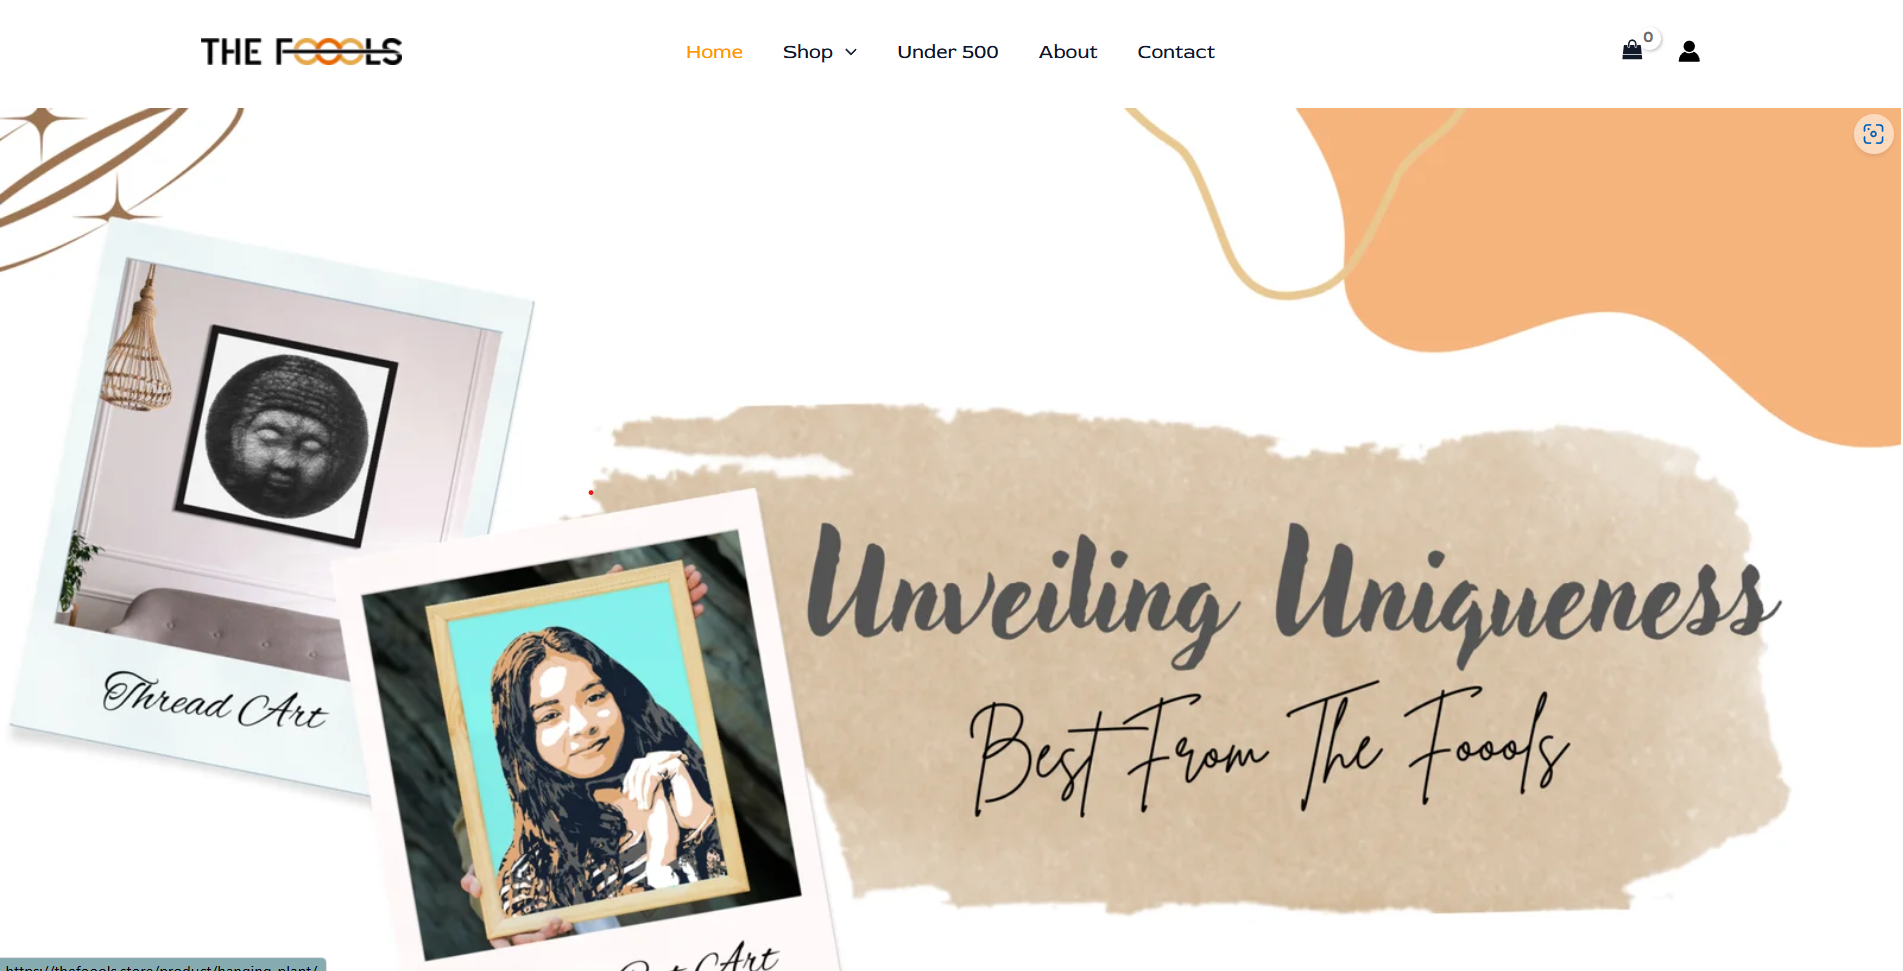 THE FOOOLS
Home Shop Under 500 About Contact
0
Thread Art
Unveiling Uniqueness
Best From The Foools
Art
https://thefoools.store/product/hanging-plant/